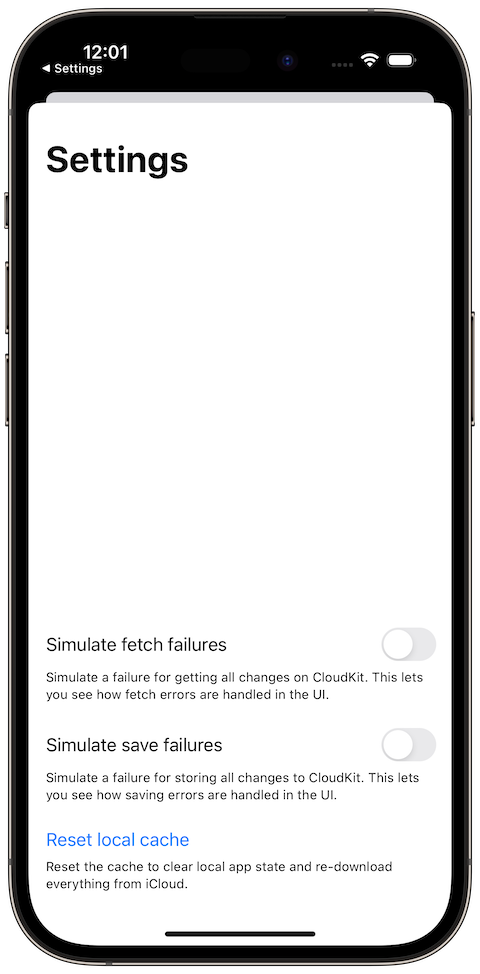 12:01
◀ Settings
Settings
Simulate fetch failures
Simulate a failure for getting all changes on CloudKit. This lets
you see how fetch errors are handled in the UI.
Simulate save failures
Simulate a failure for storing all changes to CloudKit. This lets
you see how saving errors are handled in the UI.
Reset local cache
Reset the cache to clear local app state and re-download
everything from iCloud.